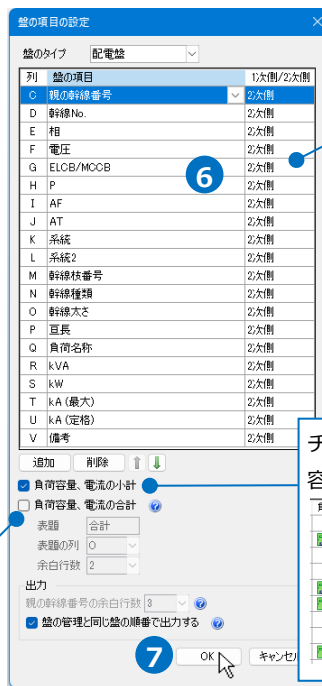 盤の項目の設定
盤のタイプ 配電盤
列 盤の項目 1次側/2次側
C 親の幹線番号 2次側
D 幹線No. 2次側
E 相 2次側
F 電圧 2次側
G ELCB/MCCB 2次側
6
H P 2次側
I AF 2次側
J AT 2次側
K 系統 2次側
L 系統2 2次側
M 幹線枝番号 2次側
N 幹線種類 2次側
O 幹線太さ 2次側
P 亘長 2次側
Q 負荷名称 2次側
R kVA 2次側
S kW 2次側
T kA (最大) 2次側
U kA (定格) 2次側
V 備考 2次側
追加 削除
負荷容量、電流の小計
負荷容量、電流の合計
表題 合計
表題の列 O
余白行数 2
出力
親の幹線番号の余白行数 3
盤の管理と同じ盤の順番で出力する
7
OK キャンセ
チ
容